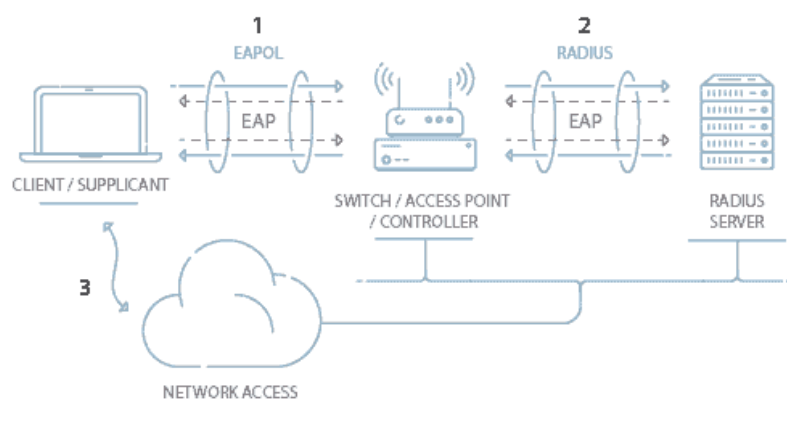 1
EAPOL
EAP
2
RADIUS
EAP
CLIENT / SUPPLICANT
SWITCH / ACCESS POINT
/ CONTROLLER
RADIUS
SERVER
3
NETWORK ACCESS